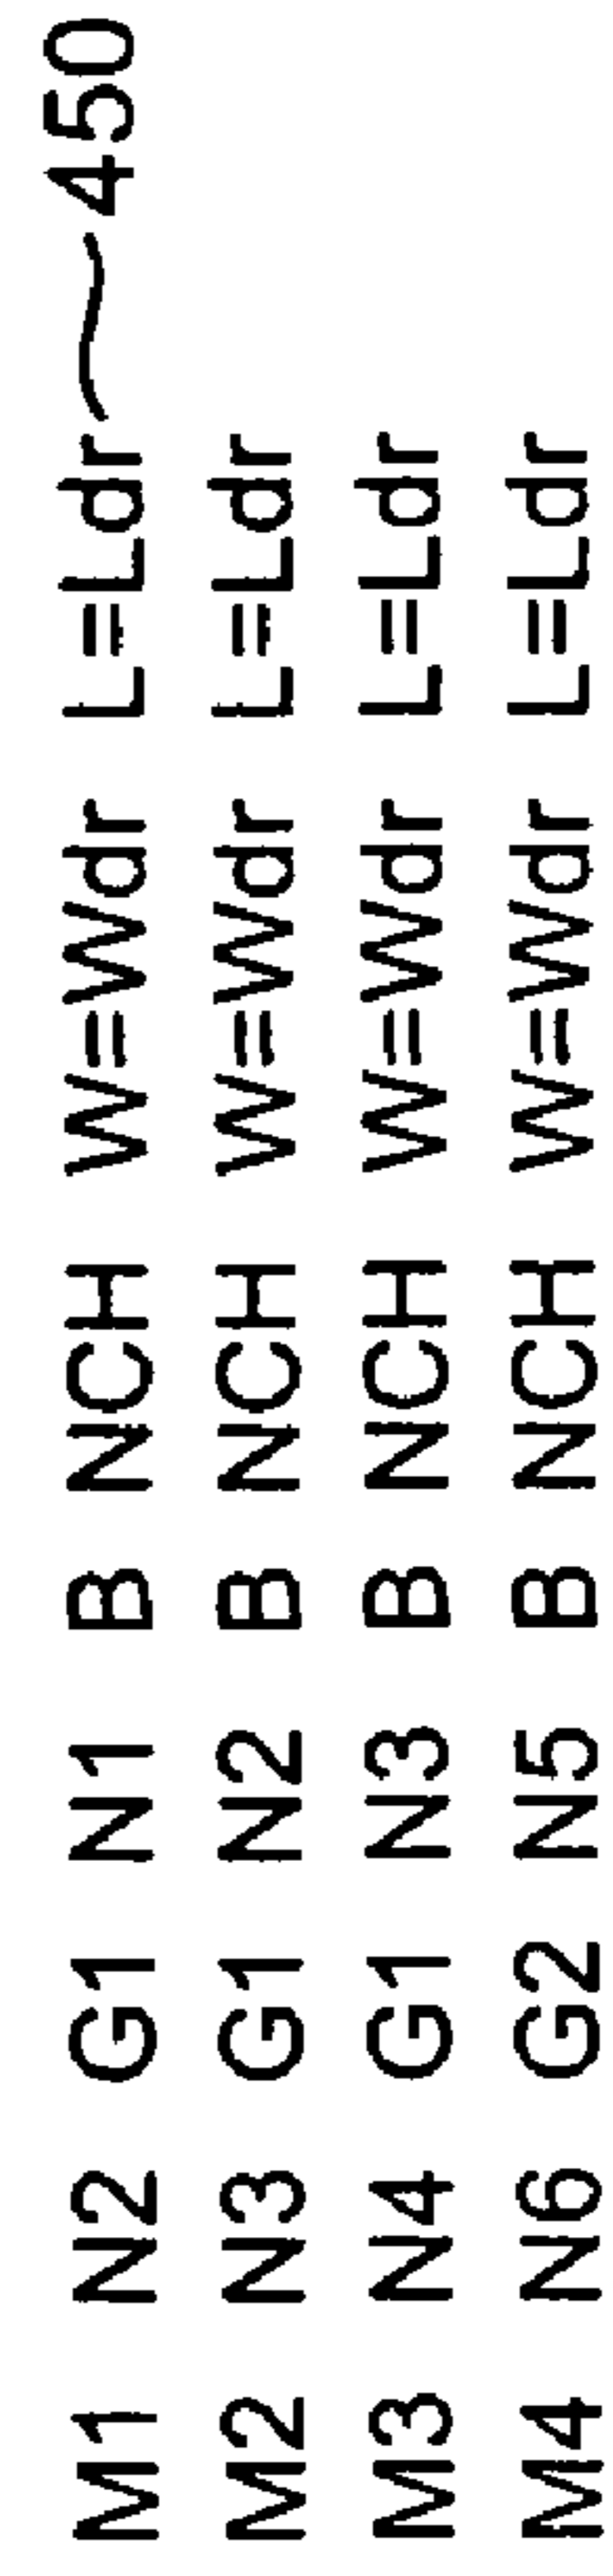 M1 N2 G1 N1 B NCH W=Wdr L=Ldr 450
M2 N3 G1 N2 B NCH W=Wdr L=Ldr
M3 N4 G1 N3 B NCH W=Wdr L=Ldr
M4 N6 G2 N5 B NCH W=Wdr L=Ldr